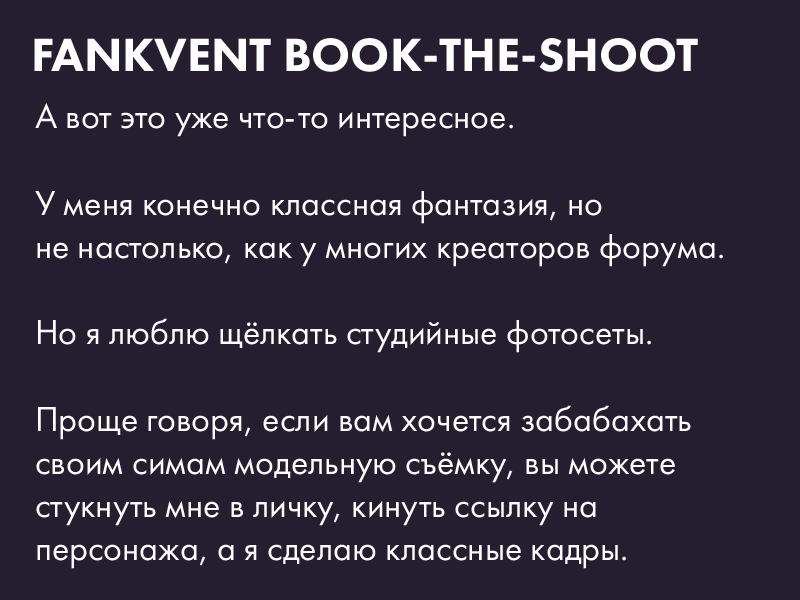 FANKVENT BOOK-THE-SHOOT
А вот это уже что-то интересное.
У меня конечно классная фантазия, но
не настолько, как у многих креаторов форума.
Но я люблю щёлкать студийные фотосеты.
Проще говоря, если вам хочется забабахать
своим симам модельную съёмку, вы можете
стукнуть мне в личку, кинуть ссылку на
персонажа, а я сделаю классные кадры.